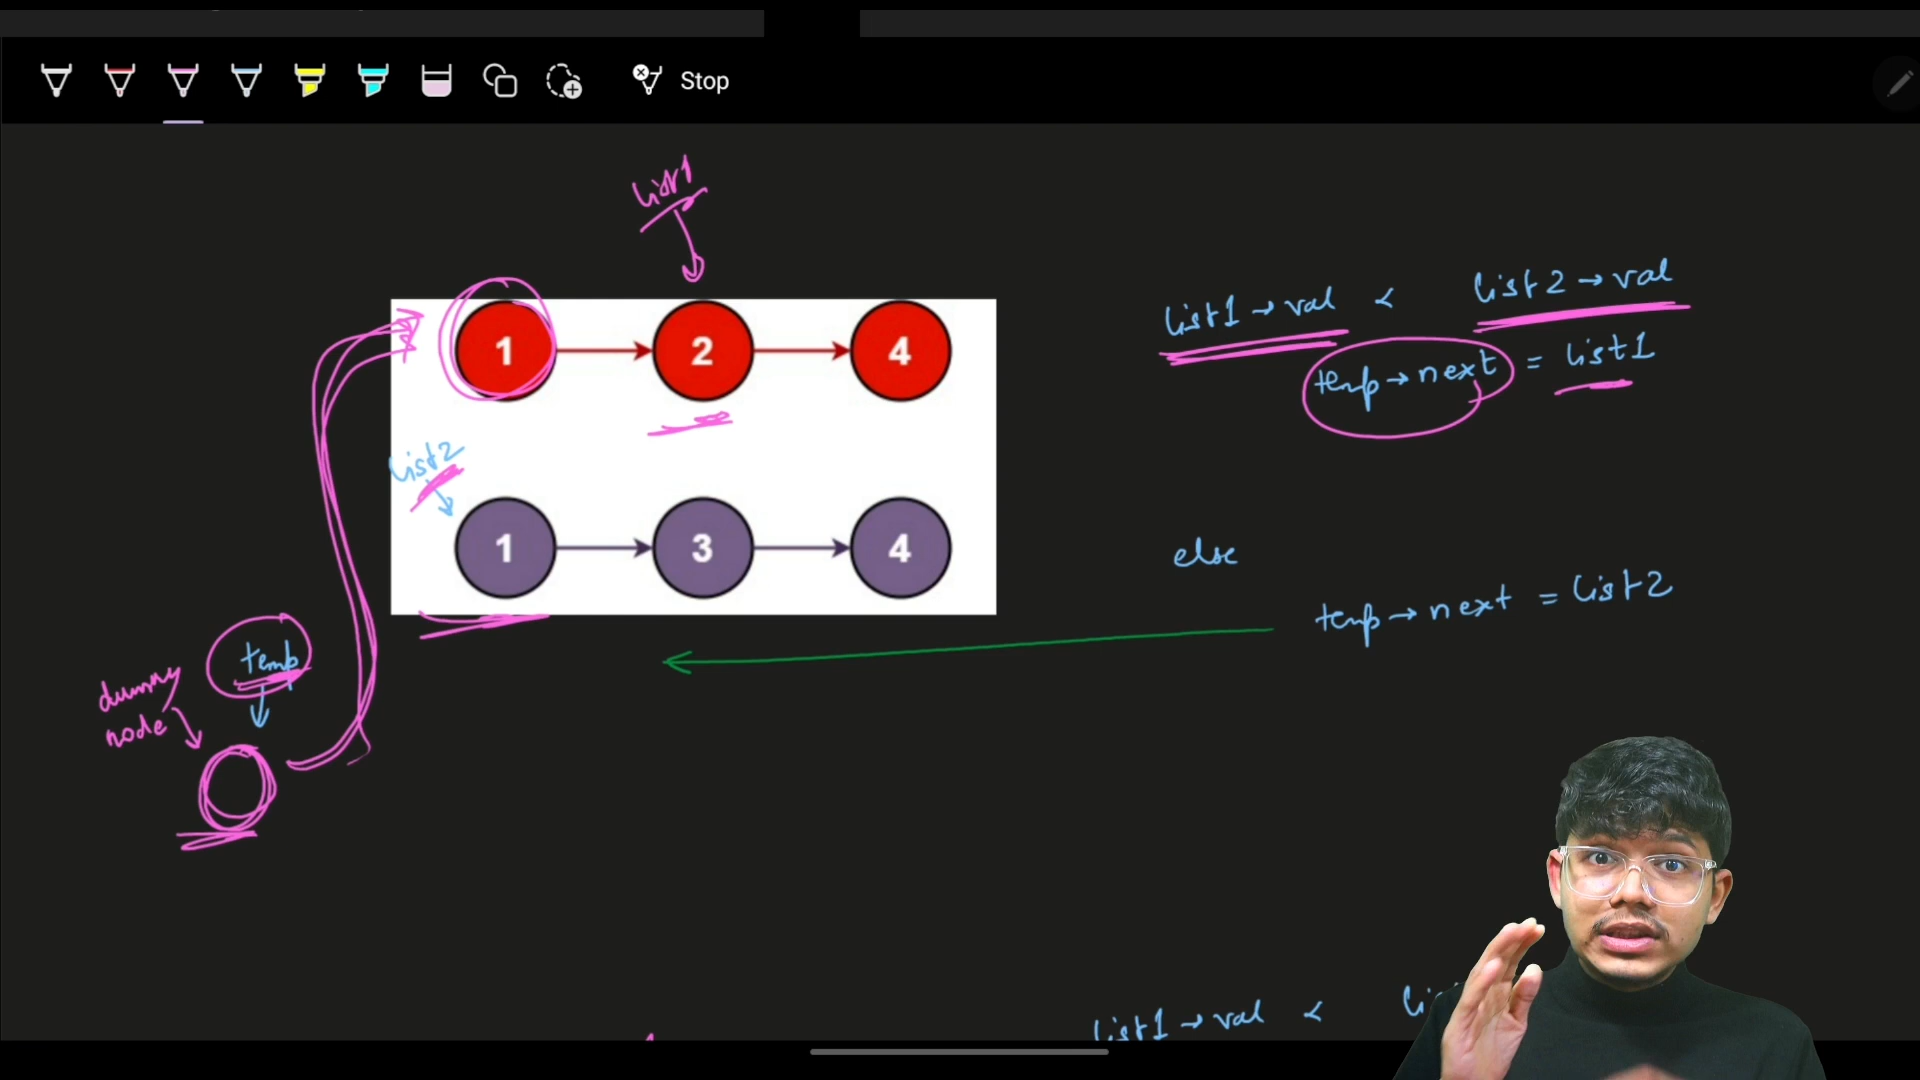 Stop
list1
list1 → val < list2 → val
1 2 4
temp → next = list1
list2
1 3 4
else
temp → next = list2
temp
dummy
node
list1 → val <